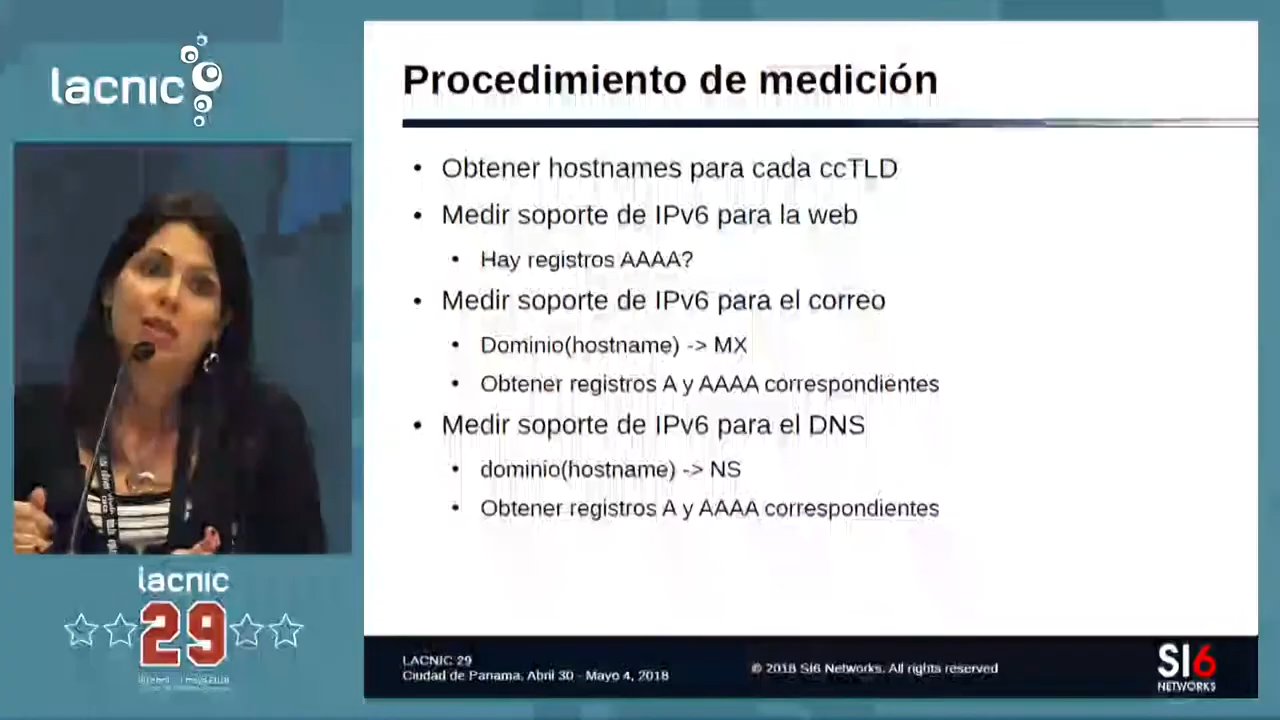 lacnic
Procedimiento de medición
• Obtener hostnames para cada ccTLD
• Medir soporte de IPv6 para la web
• Hay registros AAAA?
• Medir soporte de IPv6 para el correo
• Dominio(hostname) -> MX
• Obtener registros A y AAAA correspondientes
• Medir soporte de IPv6 para el DNS
• dominio(hostname) -> NS
• Obtener registros A y AAAA correspondientes
lacnic
29
LACNIC 29
Ciudad de Panama, Abril 30 - Mayo 4, 2018
© 2018 SI6 Networks. All rights reserved
SI6
NETWORKS